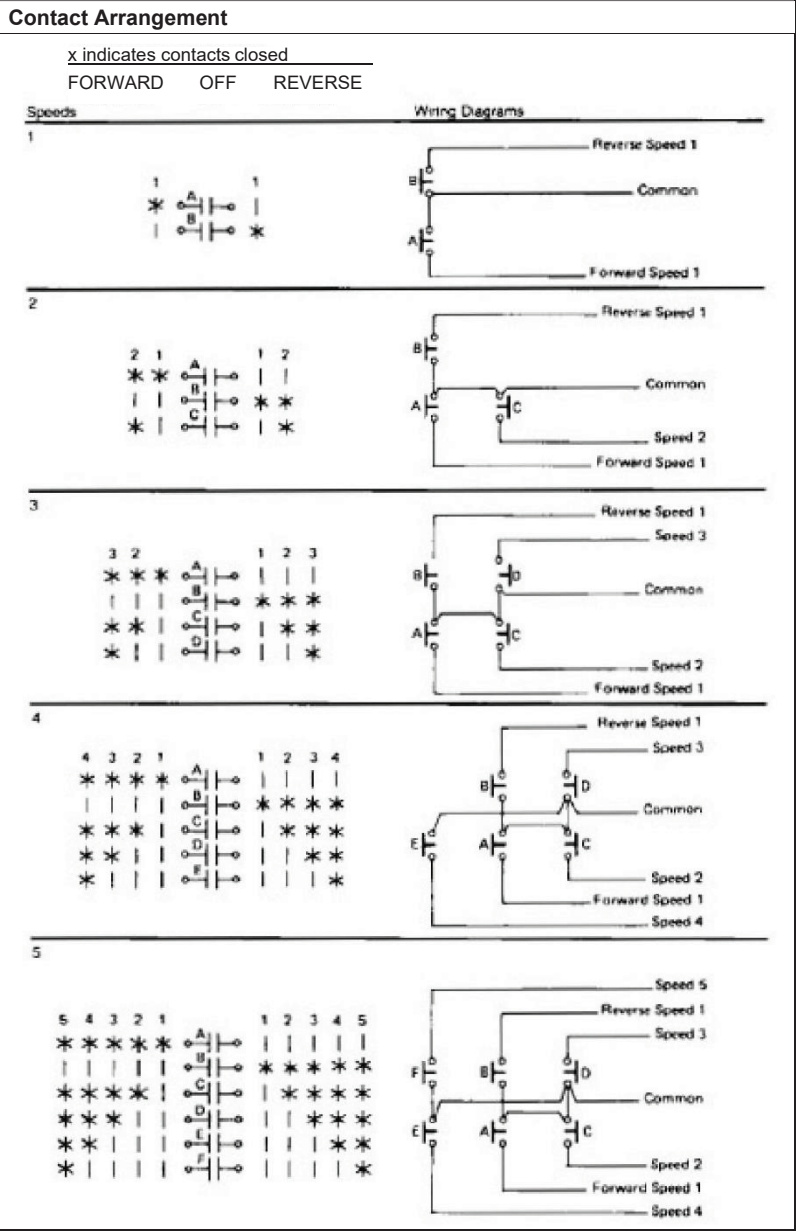 Contact Arrangement
x indicates contacts closed
FORWARD OFF REVERSE
Speeds Wiring Diagrams
1
Reverse Speed 1
B
Common
A
Forward Speed 1
1 1
A
B
2
Reverse Speed 1
B
Common
A C
Speed 2
Forward Speed 1
2 1 1 2
A
B
C
3
Reverse Speed 1
Speed 3
B D
Common
A C
Speed 2
Forward Speed 1
3 2 1 2 3
A
B
C
D
4
Reverse Speed 1
Speed 3
B D
Common
E A C
Speed 2
Forward Speed 1
Speed 4
4 3 2 1 1 2 3 4
A
B
C
D
E
5
Speed 5
Reverse Speed 1
Speed 3
F B D
Common
E A C
Speed 2
Forward Speed 1
Speed 4
5 4 3 2 1 1 2 3 4 5
A
B
C
D
E
F